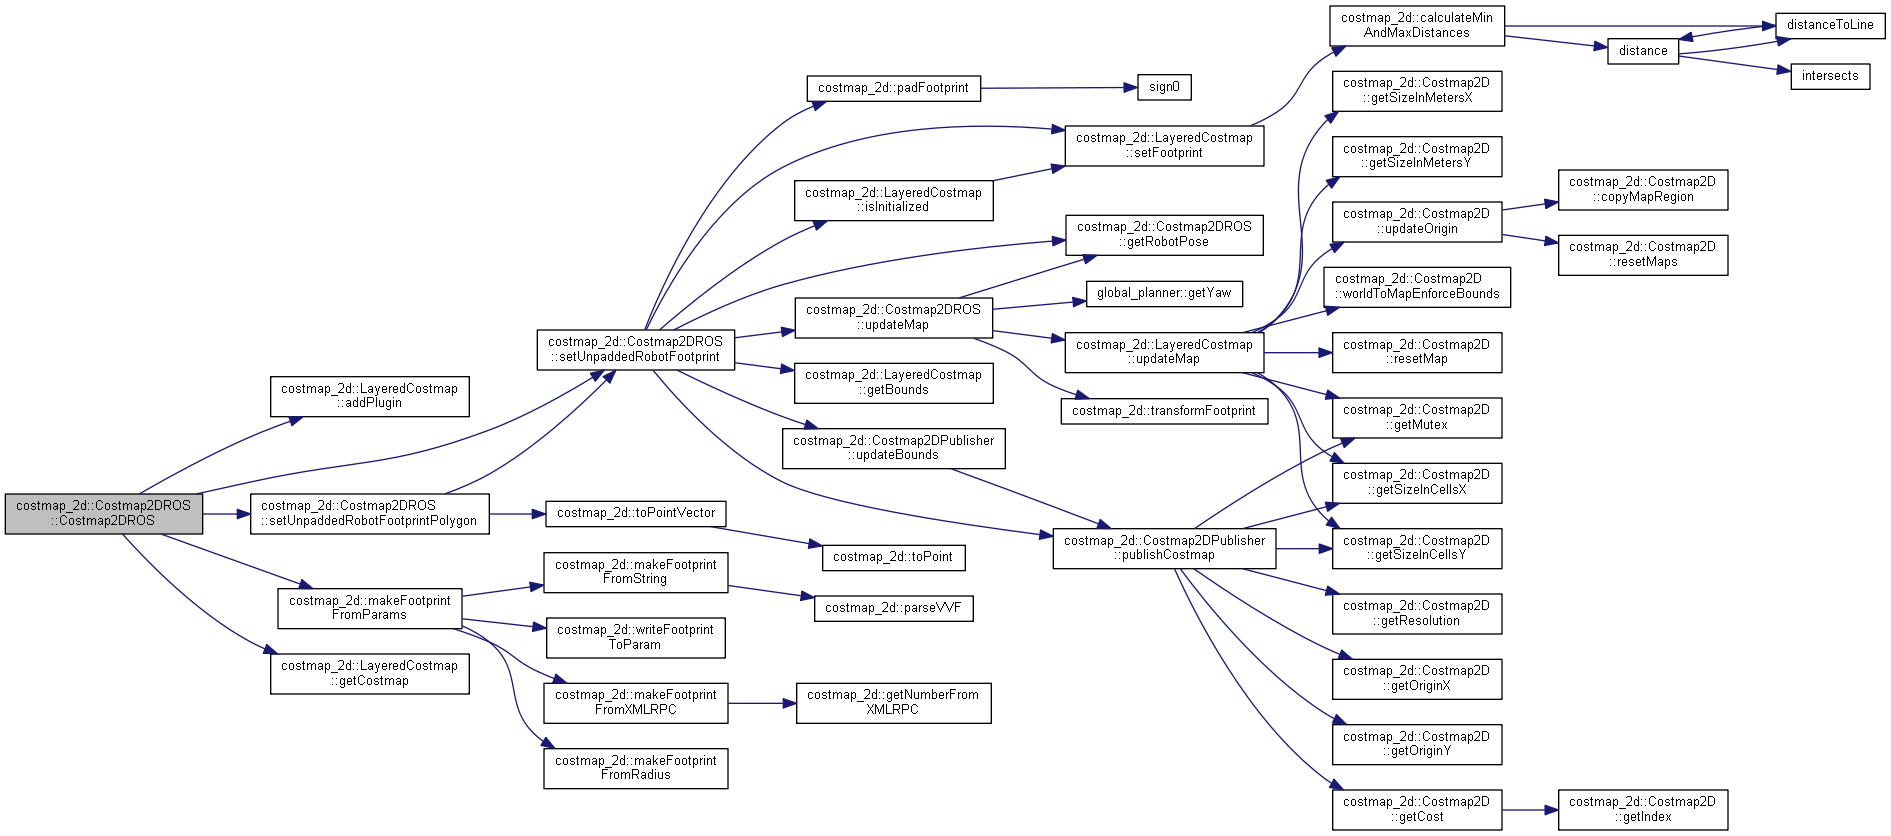 costmap_2d::Costmap2DROS
::Costmap2DROS
costmap_2d::LayeredCostmap
::addPlugin
costmap_2d::Costmap2DROS
::setUnpaddedRobotFootprint
costmap_2d::Costmap2DROS
::setUnpaddedRobotFootprintPolygon
costmap_2d::makeFootprint
FromParams
costmap_2d::LayeredCostmap
::getCostmap
costmap_2d::toPointVector
costmap_2d::makeFootprint
FromString
costmap_2d::writeFootprint
ToParam
costmap_2d::makeFootprint
FromXMLRPC
costmap_2d::makeFootprint
FromRadius
costmap_2d::padFootprint
costmap_2d::LayeredCostmap
::isInitialized
costmap_2d::Costmap2DROS
::updateMap
costmap_2d::LayeredCostmap
::getBounds
costmap_2d::Costmap2DPublisher
::updateBounds
costmap_2d::toPoint
costmap_2d::parseVVF
costmap_2d::getNumberFrom
XMLRPC
sign0
costmap_2d::LayeredCostmap
::setFootprint
costmap_2d::Costmap2DROS
::getRobotPose
global_planner::getYaw
costmap_2d::LayeredCostmap
::updateMap
costmap_2d::transformFootprint
costmap_2d::Costmap2DPublisher
::publishCostmap
costmap_2d::calculateMin
AndMaxDistances
costmap_2d::Costmap2D
::getSizeInMetersX
costmap_2d::Costmap2D
::getSizeInMetersY
costmap_2d::Costmap2D
::updateOrigin
costmap_2d::Costmap2D
::worldToMapEnforceBounds
costmap_2d::Costmap2D
::resetMap
costmap_2d::Costmap2D
::getMutex
costmap_2d::Costmap2D
::getSizeInCellsX
costmap_2d::Costmap2D
::getSizeInCellsY
costmap_2d::Costmap2D
::getResolution
costmap_2d::Costmap2D
::getOriginX
costmap_2d::Costmap2D
::getOriginY
costmap_2d::Costmap2D
::getCost
distance
distanceToLine
intersects
costmap_2d::Costmap2D
::copyMapRegion
costmap_2d::Costmap2D
::resetMaps
costmap_2d::Costmap2D
::getIndex